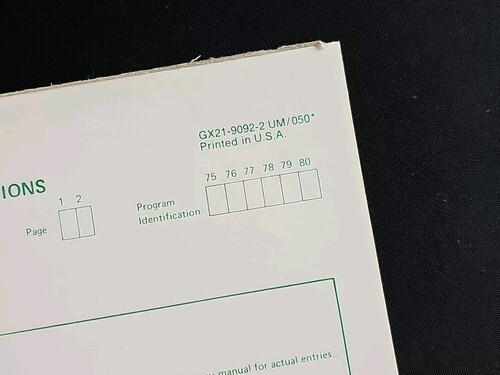 GX21-9092-2 UM/050*
Printed in U.S.A.
IONS
1 2
Page
75 76 77 78 79 80
Program
Identification
manual for actual entries.